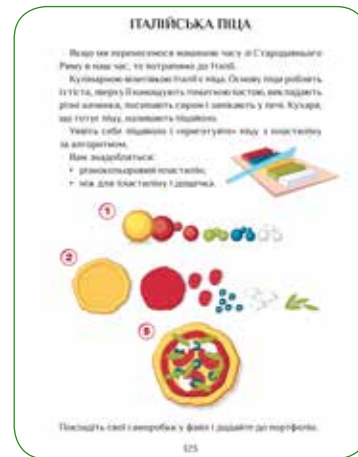 ІТАЛІЙСЬКА ПІЦА
Якщо ми перенесемося машиною часу зі Стародавнього
Риму в наш час, то потрапимо до Італії.
Кулінарною візитівкою Італії є піца. Основу піци роблять
із тіста, зверху її намащують томатною пастою, викладають
різні начинки, посипають сиром і запікають у печі. Кухаря,
що готує піцу, називають піцайоло.
Уявіть себе піцайоло і «приготуйте» піцу з пластиліну
за алгоритмом.
Вам знадобляться:
• різнокольоровий пластилін;
• ніж для пластиліну і дощечка.
1
2
3
Покладіть свої саморобки у файл і додайте до портфоліо.